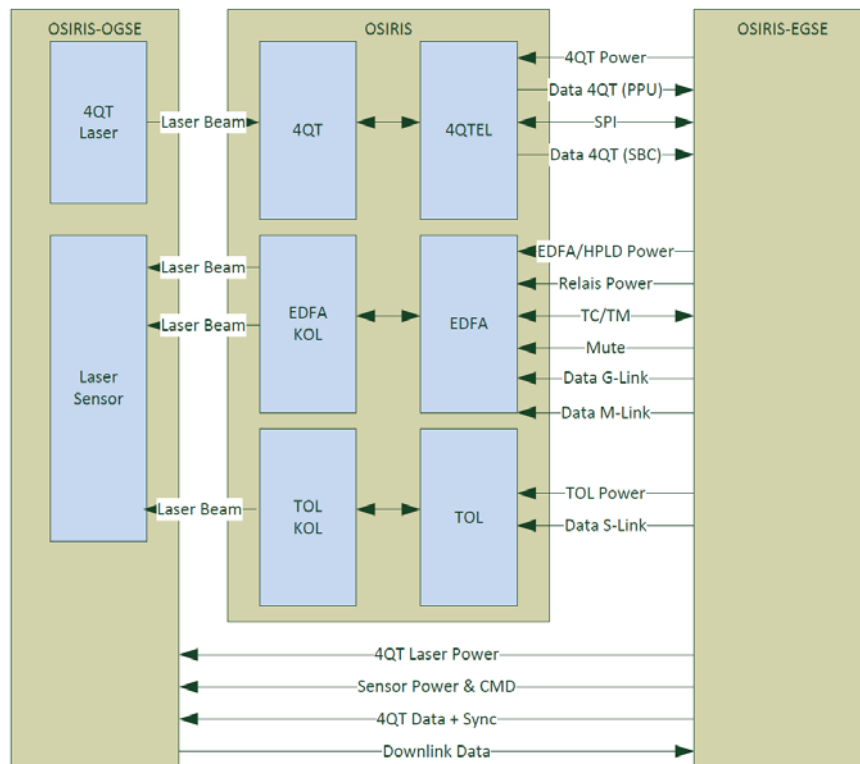 OSIRIS-OGSE
OSIRIS
OSIRIS-EGSE
4QT
Laser
Laser Beam
4QT
4QTEL
4QT Power
Data 4QT (PPU)
SPI
Data 4QT (SBC)
Laser
Sensor
Laser Beam
Laser Beam
EDFA
KOL
EDFA
EDFA/HPLD Power
Relais Power
TC/TM
Mute
Data G-Link
Data M-Link
Laser Beam
TOL
KOL
TOL
TOL Power
Data S-Link
4QT Laser Power
Sensor Power & CMD
4QT Data + Sync
Downlink Data